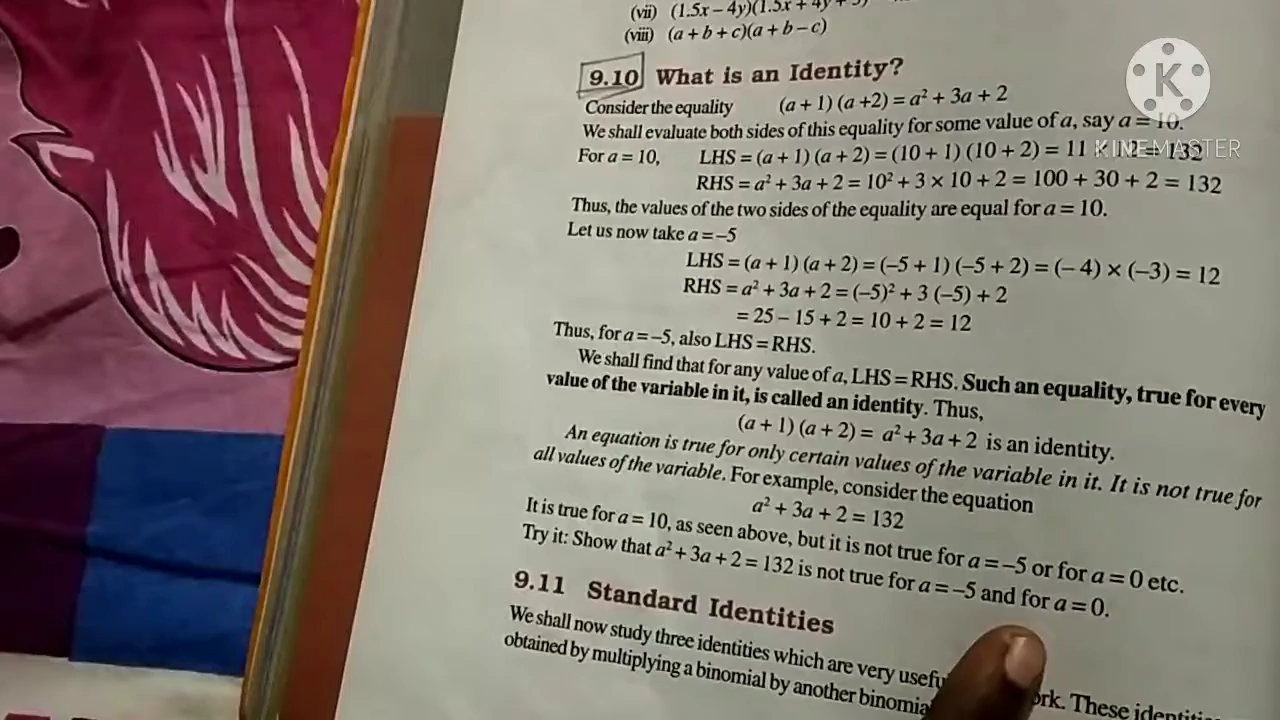 (vii) (1.5x – 4y)(1.5x + 4y + 3)
(viii) (a + b + c)(a + b – c)
9.10 What is an Identity?
Consider the equality (a + 1) (a +2) = a² + 3a + 2
We shall evaluate both sides of this equality for some value of a, say a = 10.
For a = 10, LHS = (a + 1) (a + 2) = (10 + 1) (10 + 2) = 11 × 12 = 132
RHS = a² + 3a + 2 = 10² + 3 × 10 + 2 = 100 + 30 + 2 = 132
Thus, the values of the two sides of the equality are equal for a = 10.
Let us now take a = –5
LHS = (a + 1) (a + 2) = (–5 + 1) (–5 + 2) = (– 4) × (–3) = 12
RHS = a² + 3a + 2 = (–5)² + 3 (–5) + 2
= 25 – 15 + 2 = 10 + 2 = 12
Thus, for a = –5, also LHS = RHS.
We shall find that for any value of a, LHS = RHS. Such an equality, true for every
value of the variable in it, is called an identity. Thus,
(a + 1) (a + 2) = a² + 3a + 2 is an identity.
An equation is true for only certain values of the variable in it. It is not true for
all values of the variable. For example, consider the equation
a² + 3a + 2 = 132
It is true for a = 10, as seen above, but it is not true for a = –5 or for a = 0 etc.
Try it: Show that a² + 3a + 2 = 132 is not true for a = –5 and for a = 0.
9.11 Standard Identities
We shall now study three identities which are very useful work. These
obtained by multiplying a binomial by another
K
KINEMASTER